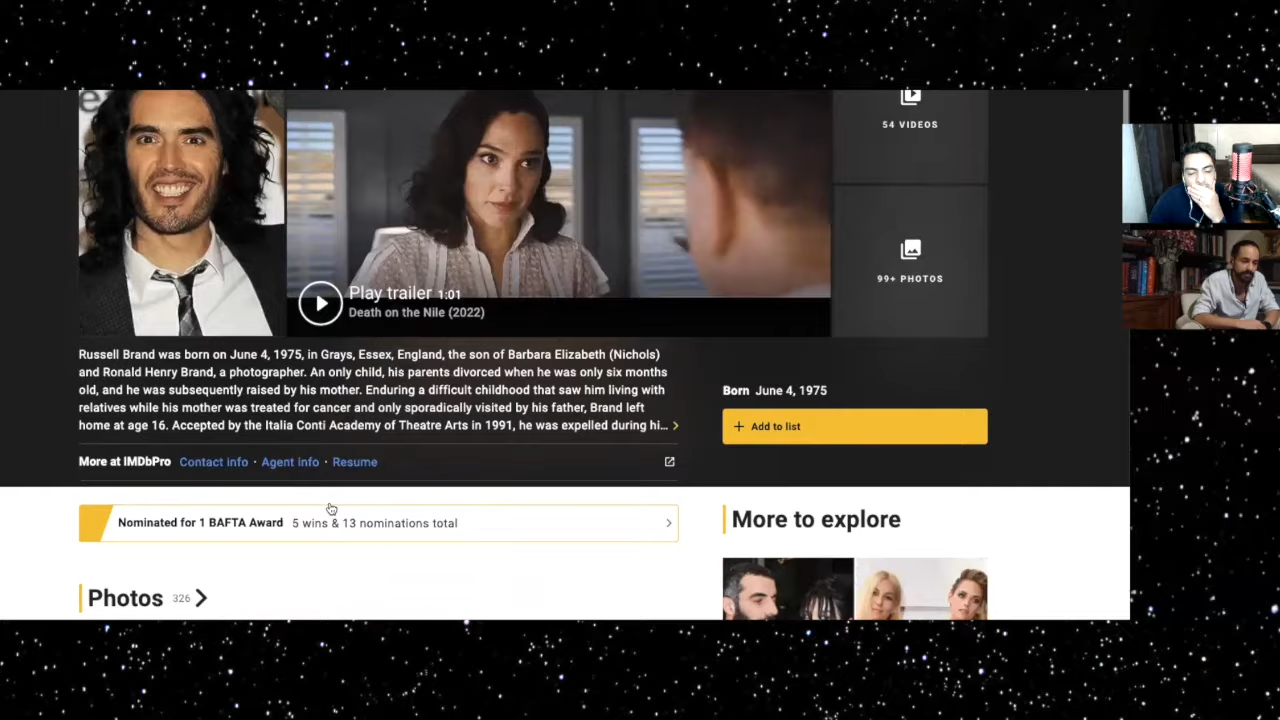 54 VIDEOS
99+ PHOTOS
Play trailer 1:01
Death on the Nile (2022)
Russell Brand was born on June 4, 1975, in Grays, Essex, England, the son of Barbara Elizabeth (Nichols)
and Ronald Henry Brand, a photographer. An only child, his parents divorced when he was only six months
old, and he was subsequently raised by his mother. Enduring a difficult childhood that saw him living with
relatives while his mother was treated for cancer and only sporadically visited by his father, Brand left
home at age 16. Accepted by the Italia Conti Academy of Theatre Arts in 1991, he was expelled during hi...
Born June 4, 1975
+ Add to list
More at IMDbPro Contact info · Agent info · Resume
Nominated for 1 BAFTA Award 5 wins & 13 nominations total
More to explore
Photos 326